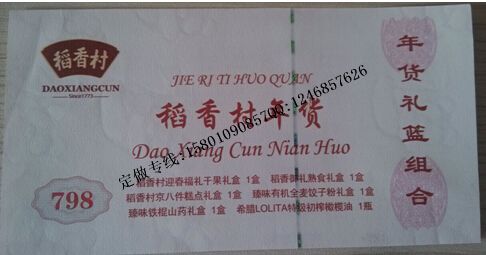 稻香村
DAOXIANGCUN
Since1773
JIE RI TI HUO QUAN
稻香村年货
Dao Xiang Cun Nian Huo
稻香村迎春福礼干果礼盒 1盒 稻香御礼熟食礼盒 1盒
稻香村京八件糕点礼盒 1盒 臻味有机全麦饺子粉礼盒 1盒
臻味铁棍山药礼盒 1盒 希腊LOLITA特级初榨橄榄油 1瓶
798
年货礼篮组合
定做专线:15801090857QQ:1246857626